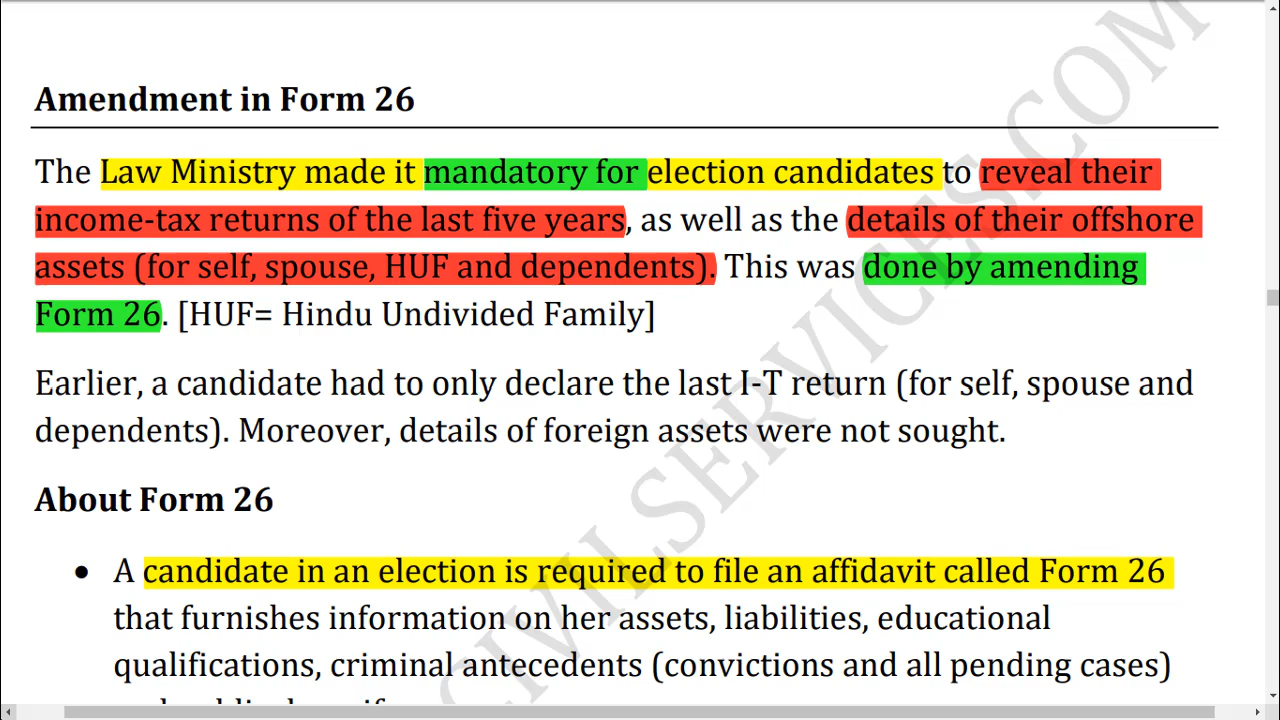 Amendment in Form 26
The Law Ministry made it mandatory for election candidates to reveal their
income-tax returns of the last five years, as well as the details of their offshore
assets (for self, spouse, HUF and dependents). This was done by amending
Form 26. [HUF= Hindu Undivided Family]
Earlier, a candidate had to only declare the last I-T return (for self, spouse and
dependents). Moreover, details of foreign assets were not sought.
About Form 26
• A candidate in an election is required to file an affidavit called Form 26
that furnishes information on her assets, liabilities, educational
qualifications, criminal antecedents (convictions and all pending cases)
CIVILSERVICES.COM